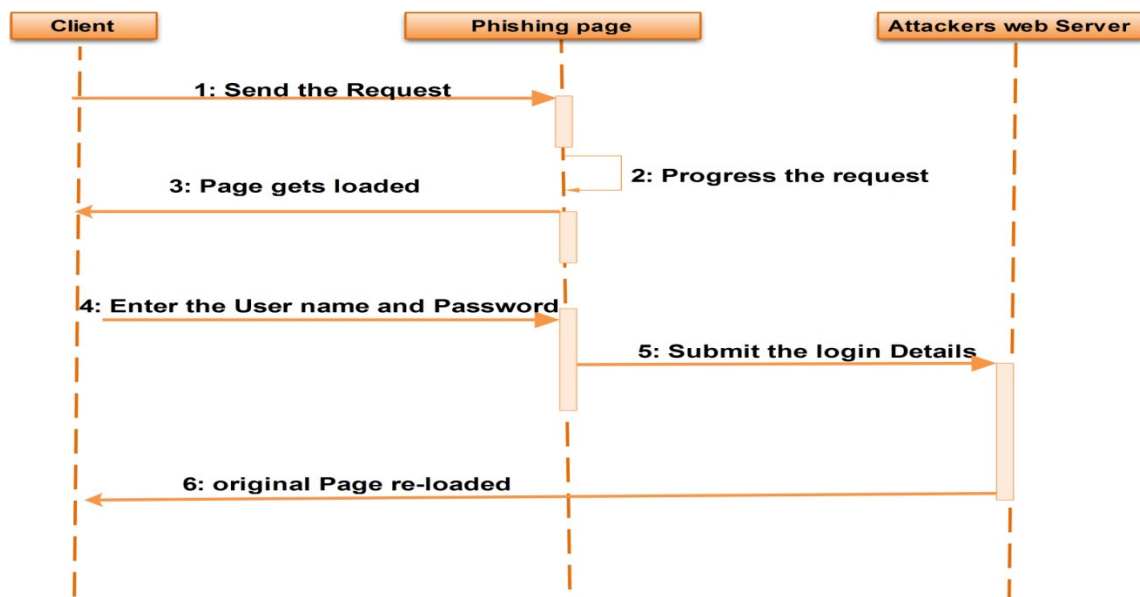 Client
Phishing page
Attackers web Server
1: Send the Request
2: Progress the request
3: Page gets loaded
4: Enter the User name and Password
5: Submit the login Details
6: original Page re-loaded